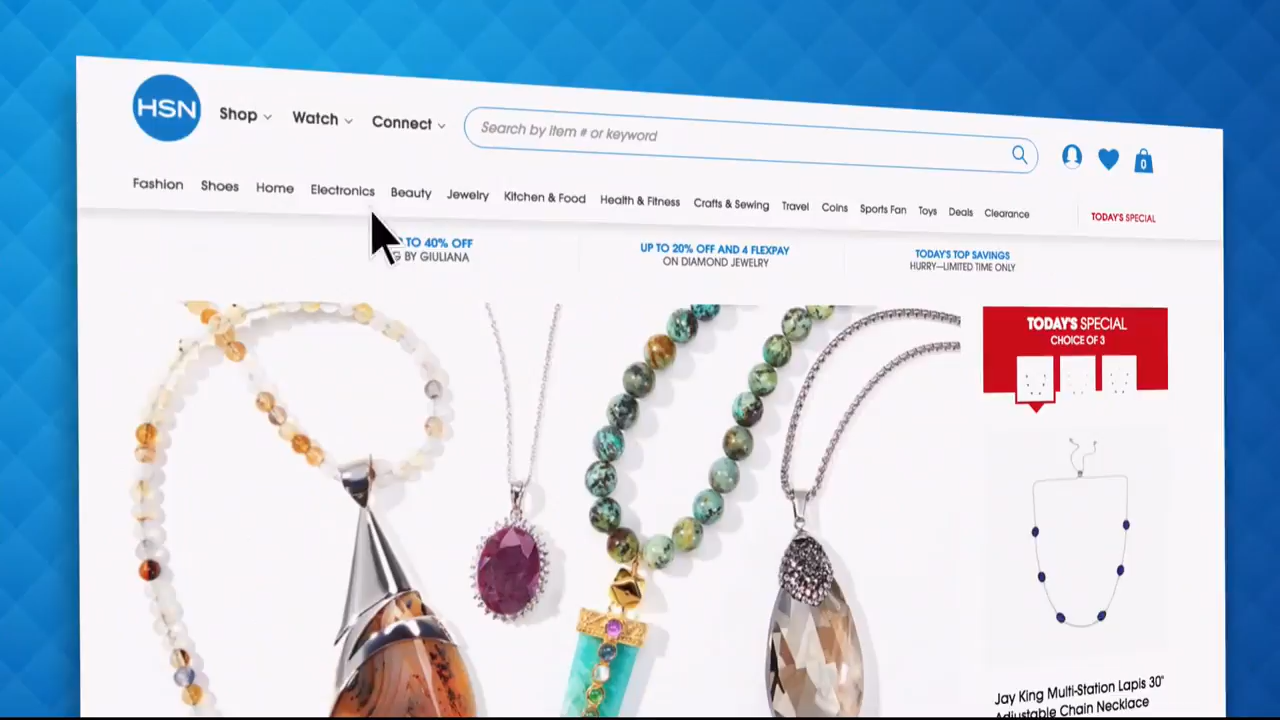 HSN
Shop
Watch
Connect
Search by Item # or keyword
0
Fashion
Shoes
Home
Electronics
Beauty
Jewelry
Kitchen & Food
Health & Fitness
Crafts & Sewing
Travel
Coins
Sports Fan
Toys
Deals
Clearance
TODAY'S SPECIAL
TO 40% OFF
BY GIULIANA
UP TO 20% OFF AND 4 FLEXPAY
ON DIAMOND JEWELRY
TODAY'S TOP SAVINGS
HURRY—LIMITED TIME ONLY
TODAY'S SPECIAL
CHOICE OF 3
Jay King Multi-Station Lapis 30"
Adjustable Chain Necklace